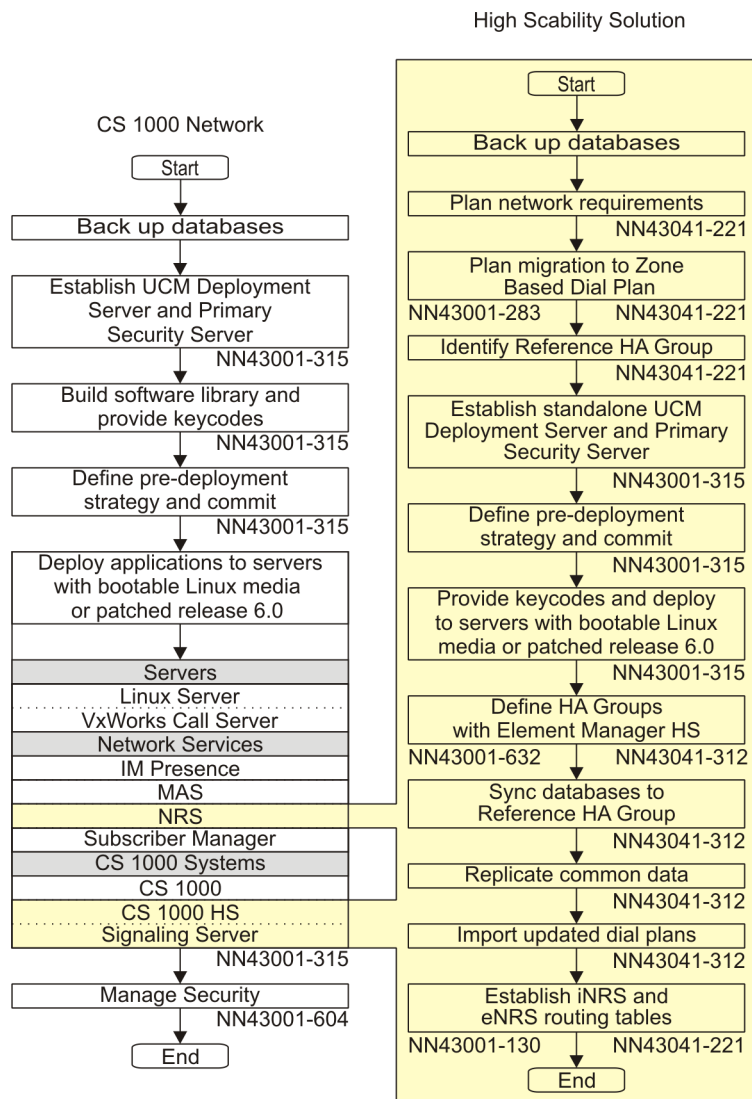 High Scability Solution
CS 1000 Network
Start
Back up databases
Establish UCM Deployment
Server and Primary
Security Server
NN43001-315
Build software library and
provide keycodes
NN43001-315
Define pre-deployment
strategy and commit
NN43001-315
Deploy applications to servers
with bootable Linux media
or patched release 6.0
Servers
Linux Server
VxWorks Call Server
Network Services
IM Presence
MAS
NRS
Subscriber Manager
CS 1000 Systems
CS 1000
CS 1000 HS
Signaling Server
NN43001-315
Manage Security
NN43001-604
End
Start
Back up databases
Plan network requirements
NN43041-221
Plan migration to Zone
Based Dial Plan
NN43001-283 NN43041-221
Identify Reference HA Group
NN43041-221
Establish standalone UCM
Deployment Server and Primary
Security Server
NN43001-315
Define pre-deployment
strategy and commit
NN43001-315
Provide keycodes and deploy
to servers with bootable Linux
media or patched release 6.0
NN43001-315
Define HA Groups
with Element Manager HS
NN43001-632 NN43041-312
Sync databases to
Reference HA Group
NN43041-312
Replicate common data
NN43041-312
Import updated dial plans
NN43041-312
Establish iNRS and
eNRS routing tables
NN43001-130 NN43041-221
End